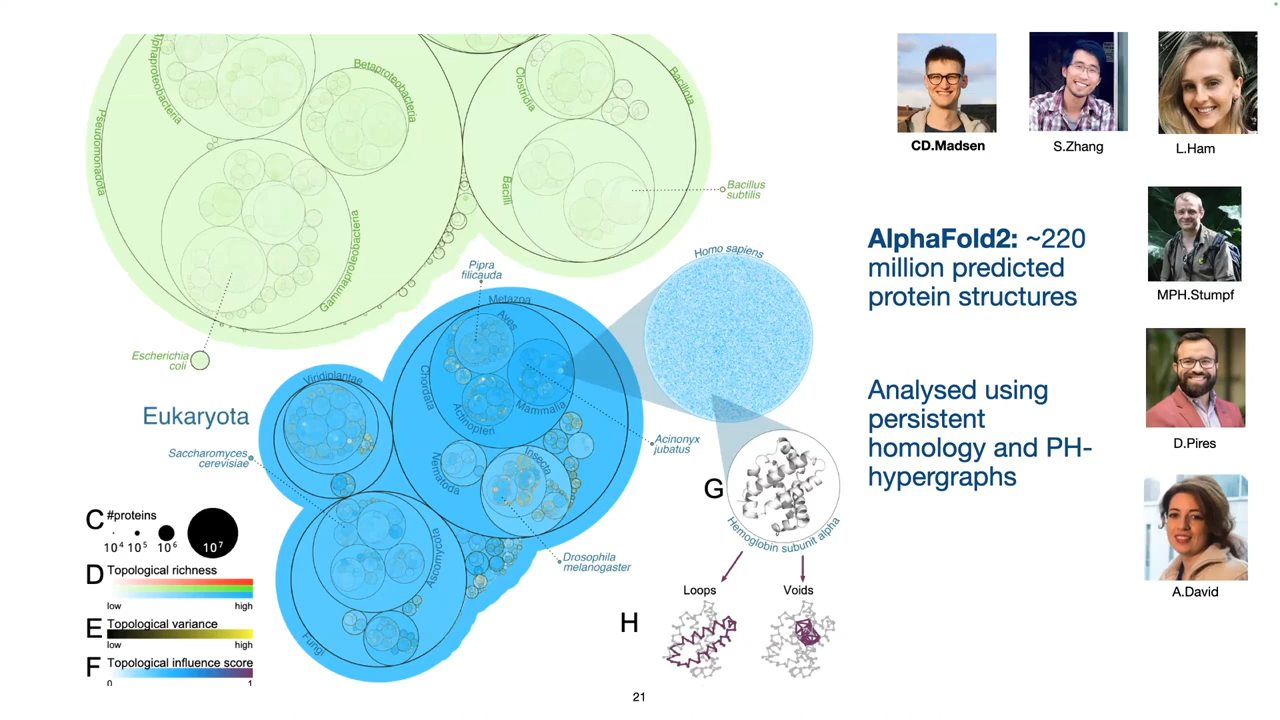 Alphaproteobacteria
Betaproteobacteria
Pseudomonadota
Gammaproteobacteria
Clostridia
Bacillota
Bacilli
Bacillus
subtilis
Escherichia
coli
Pipra
filicauda
Homo sapiens
Metazoa
Aves
Chordata
Mammalia
Actinopteri
Viridiplantae
Eukaryota
Saccharomyces
cerevisiae
Nematoda
Insecta
Acinonyx
jubatus
Ascomycota
Fungi
Drosophila
melanogaster
G
Hemoglobin subunit alpha
Loops
Voids
H
C #proteins
10⁴ 10⁵ 10⁶ 10⁷
D Topological richness
low high
E Topological variance
low high
F Topological influence score
0 1
CD.Madsen
S.Zhang
L.Ham
AlphaFold2: ~220
million predicted
protein structures
MPH.Stumpf
Analysed using
persistent
homology and PH-
hypergraphs
D.Pires
A.David
21